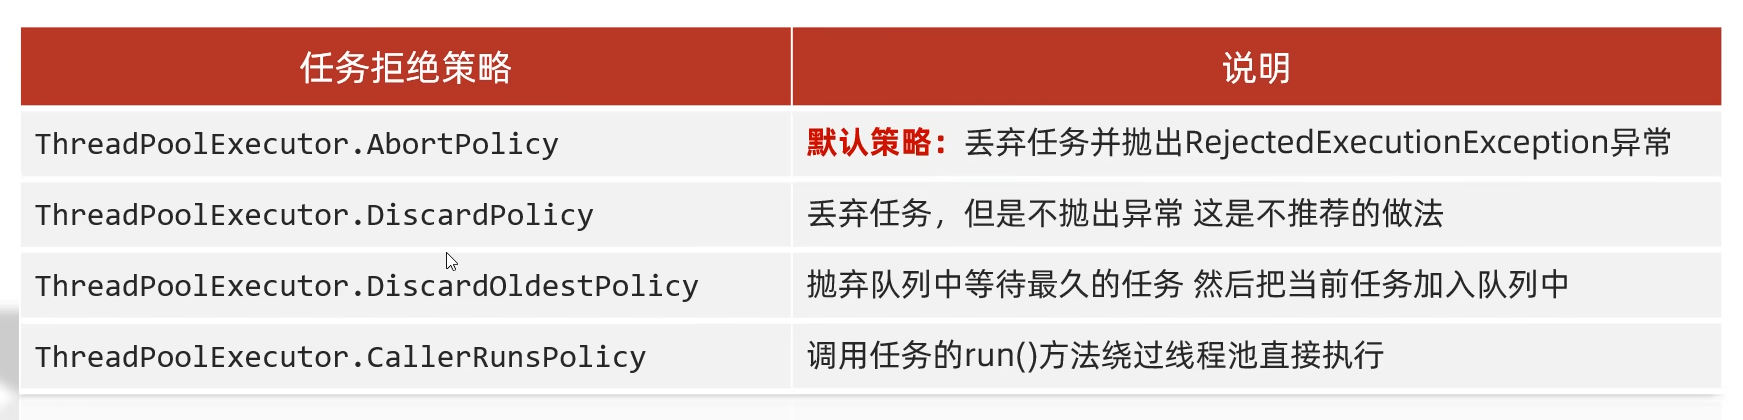 任务拒绝策略 说明
ThreadPoolExecutor.AbortPolicy 默认策略：丢弃任务并抛出RejectedExecutionException异常
ThreadPoolExecutor.DiscardPolicy 丢弃任务，但是不抛出异常 这是不推荐的做法
ThreadPoolExecutor.DiscardOldestPolicy 抛弃队列中等待最久的任务 然后把当前任务加入队列中
ThreadPoolExecutor.CallerRunsPolicy 调用任务的run()方法绕过线程池直接执行